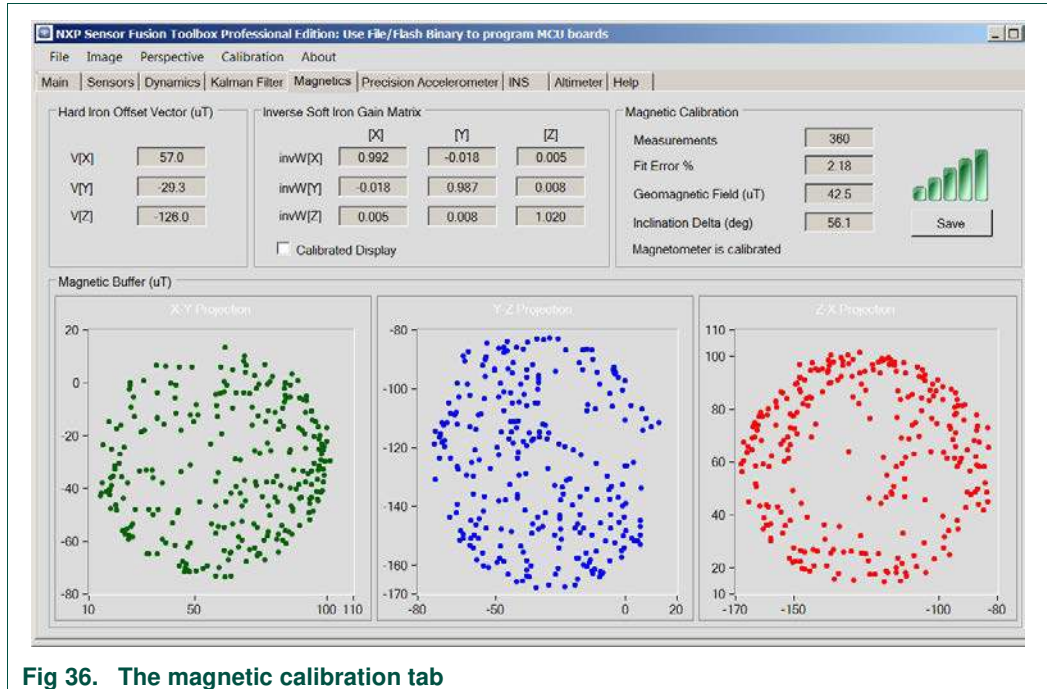 NXP Sensor Fusion Toolbox Professional Edition: Use File/Flash Binary to program MCU boards
File Image Perspective Calibration About
Main Sensors Dynamics Kalman Filter Magnetics Precision Accelerometer INS Altimeter Help
Hard Iron Offset Vector (uT)
V[X] 57.0
V[Y] -29.3
V[Z] -126.0
Inverse Soft Iron Gain Matrix
[X] [Y] [Z]
invW[X] 0.992 -0.018 0.005
invW[Y] -0.018 0.987 0.008
invW[Z] 0.005 0.008 1.020
Calibrated Display
Magnetic Calibration
Measurements 360
Fit Error % 2.18
Geomagnetic Field (uT) 42.5
Inclination Delta (deg) 56.1
Magnetometer is calibrated
Save
Magnetic Buffer (uT)
X-Y Projection
20
0
-20
-40
-60
-80
10 50 100 110
Y-Z Projection
-80
-100
-120
-140
-160
-170
-80 -50 0 20
Z-X Projection
110
100
80
60
40
20
10
-170 -150 -100 -80
Fig 36. The magnetic calibration tab